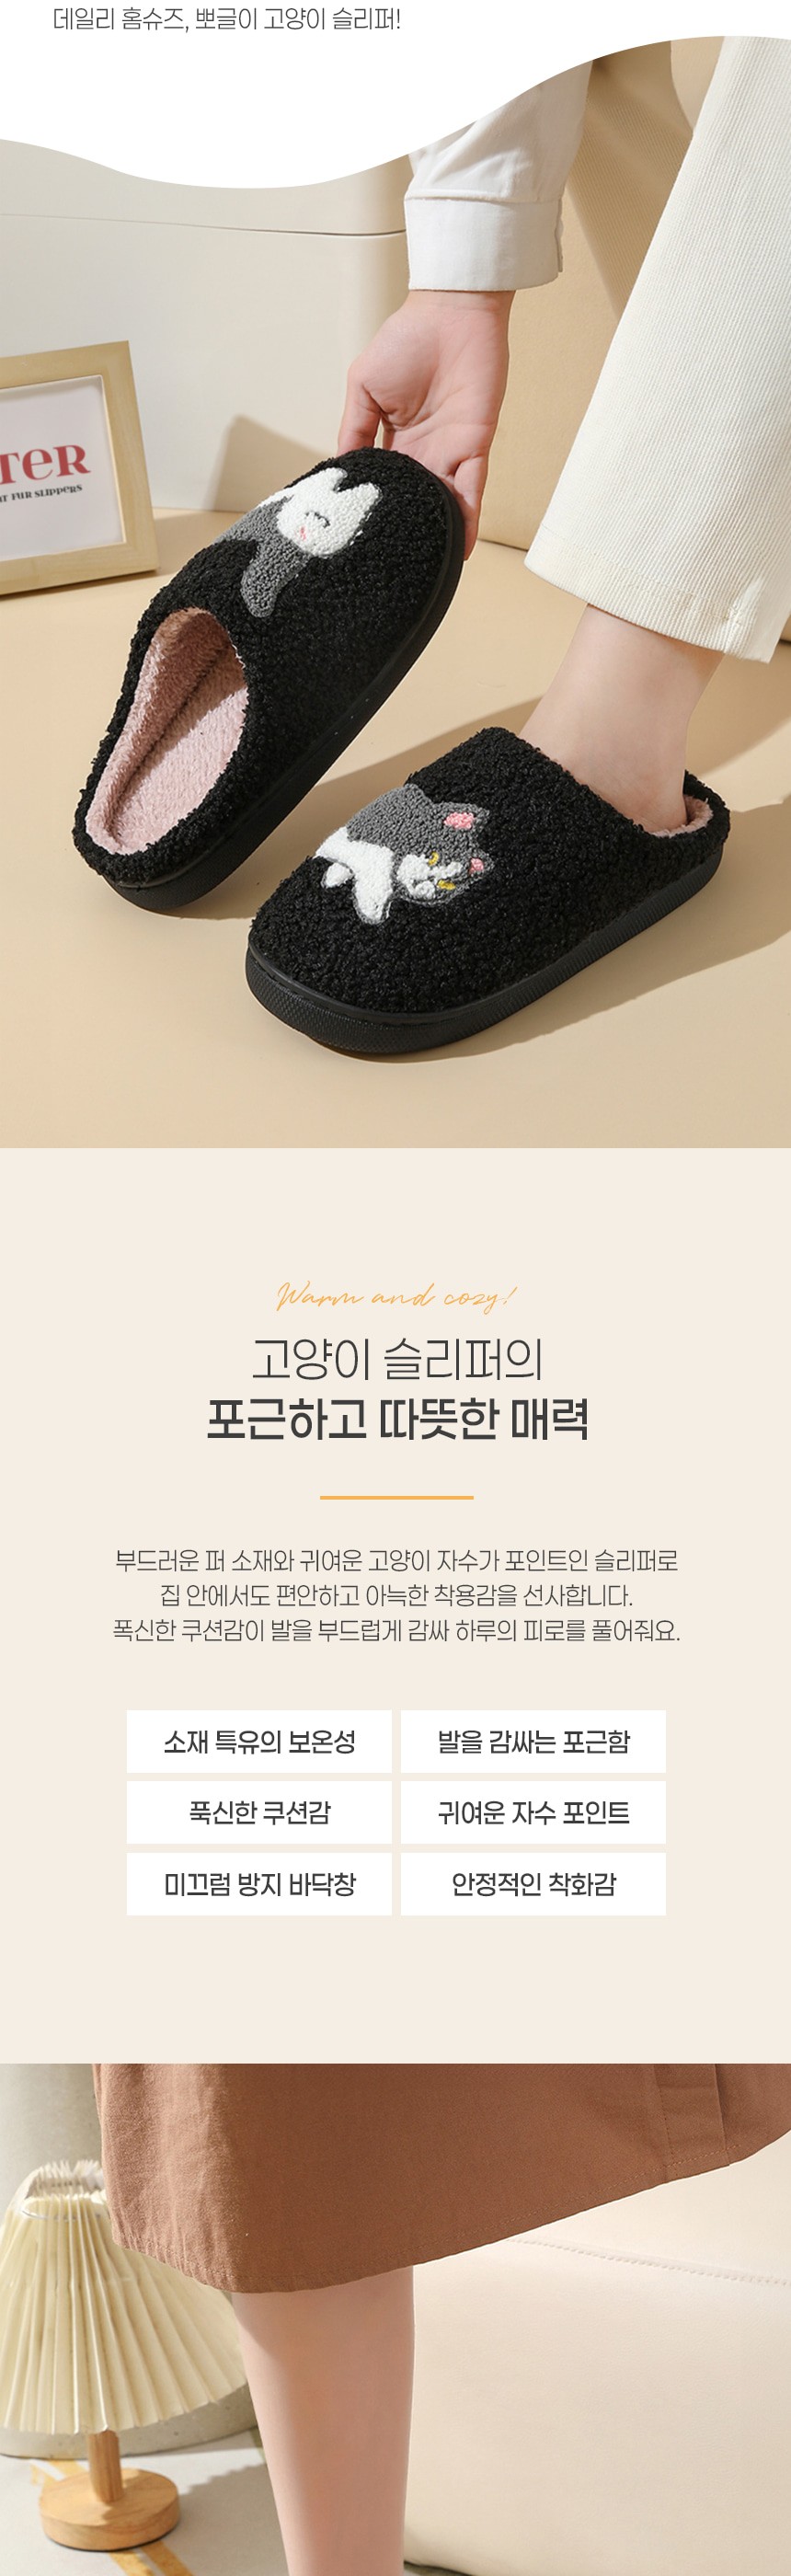 데일리 홈슈즈, 뽀글이 고양이 슬리퍼!
TER
FUR SLIPPERS
Warm and cozy!
고양이 슬리퍼의
포근하고 따뜻한 매력
부드러운 퍼 소재와 귀여운 고양이 자수가 포인트인 슬리퍼로
집 안에서도 편안하고 아늑한 착용감을 선사합니다.
폭신한 쿠션감이 발을 부드럽게 감싸 하루의 피로를 풀어줘요.
소재 특유의 보온성
발을 감싸는 포근함
푹신한 쿠션감
귀여운 자수 포인트
미끄럼 방지 바닥창
안정적인 착화감